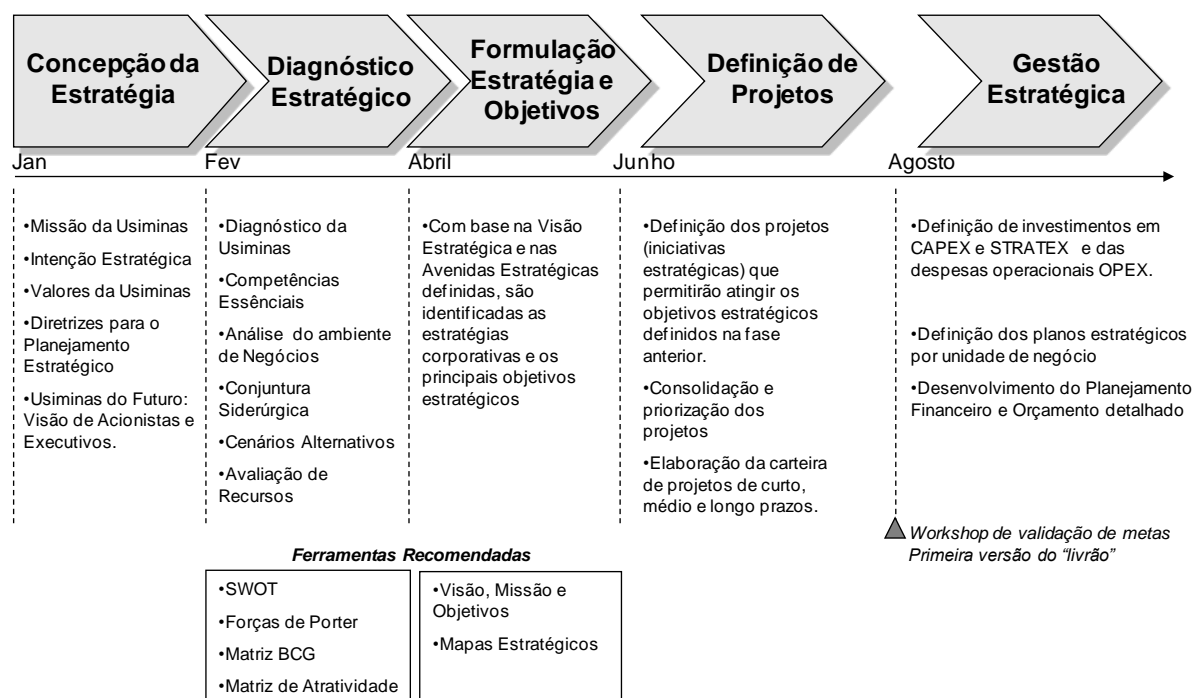 Concepção da
Estratégia
Diagnóstico
Estratégico
Formulação
Estratégia e
Objetivos
Definição de
Projetos
Gestão
Estratégica
Jan
Fev
Abril
Junho
Agosto
•Missão da Usiminas
•Intenção Estratégica
•Valores da Usiminas
•Diretrizes para o
Planejamento
Estratégico
•Usiminas do Futuro:
Visão de Acionistas e
Executivos.
•Diagnóstico da
Usiminas
•Competências
Essênciais
•Análise do ambiente
de Negócios
•Conjuntura
Siderúrgica
•Cenários Alternativos
•Avaliação de
Recursos
•Com base na Visão
Estratégica e nas
Avenidas Estratégicas
definidas, são
identificadas as
estratégias
corporativas e os
principais objetivos
estratégicos
•Definição dos projetos
(iniciativas
estratégicas) que
permitirão atingir os
objetivos estratégicos
definidos na fase
anterior.
•Consolidação e
priorização dos
projetos
•Elaboração da carteira
de projetos de curto,
médio e longo prazos.
•Definição de investimentos em
CAPEX e STRATEX e das
despesas operacionais OPEX.
•Definição dos planos estratégicos
por unidade de negócio
•Desenvolvimento do Planejamento
Financeiro e Orçamento detalhado
Workshop de validação de metas
Primeira versão do “livrão”
Ferramentas Recomendadas
•SWOT
•Forças de Porter
•Matriz BCG
•Matriz de Atratividade
•Visão, Missão e
Objetivos
•Mapas Estratégicos